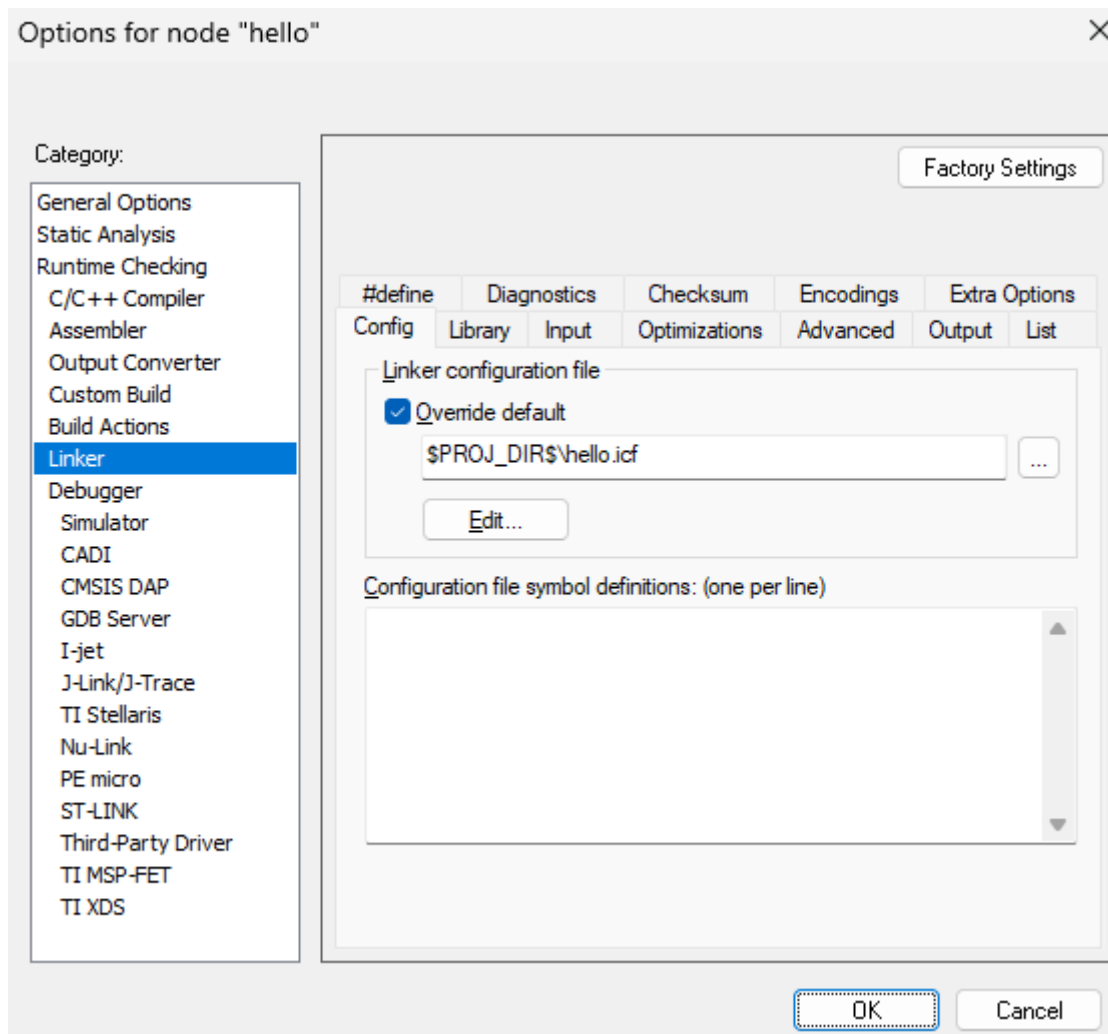 Options for node "hello"
Category:
General Options
Static Analysis
Runtime Checking
C/C++ Compiler
Assembler
Output Converter
Custom Build
Build Actions
Linker
Debugger
Simulator
CADI
CMSIS DAP
GDB Server
I-jet
J-Link/J-Trace
TI Stellaris
Nu-Link
PE micro
ST-LINK
Third-Party Driver
TI MSP-FET
TI XDS
Factory Settings
#define Diagnostics Checksum Encodings Extra Options
Config Library Input Optimizations Advanced Output List
Linker configuration file
Override default
$PROJ_DIR$\hello.icf
...
Edit...
Configuration file symbol definitions: (one per line)
OK Cancel